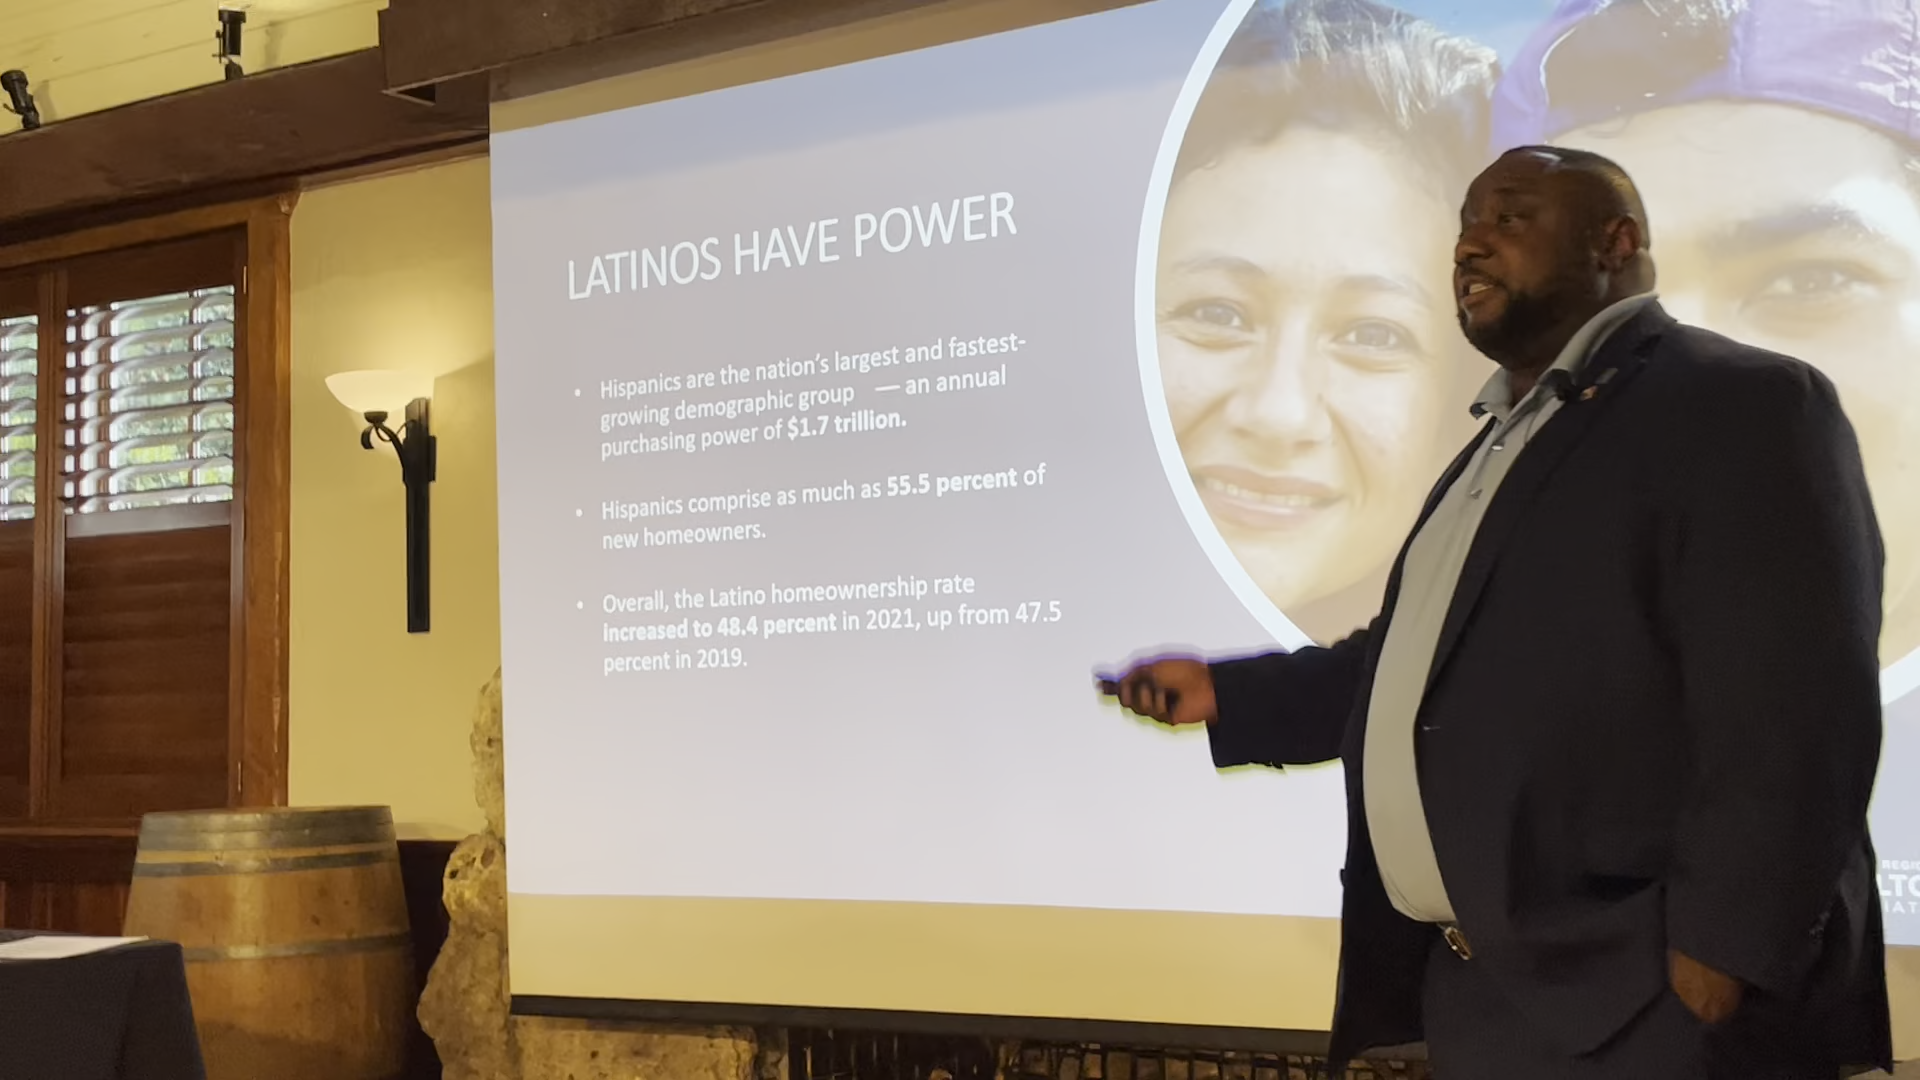 LATINOS HAVE POWER
• Hispanics are the nation's largest and fastest-
growing demographic group — an annual
purchasing power of $1.7 trillion.
• Hispanics comprise as much as 55.5 percent of
new homeowners.
• Overall, the Latino homeownership rate
increased to 48.4 percent in 2021, up from 47.5
percent in 2019.